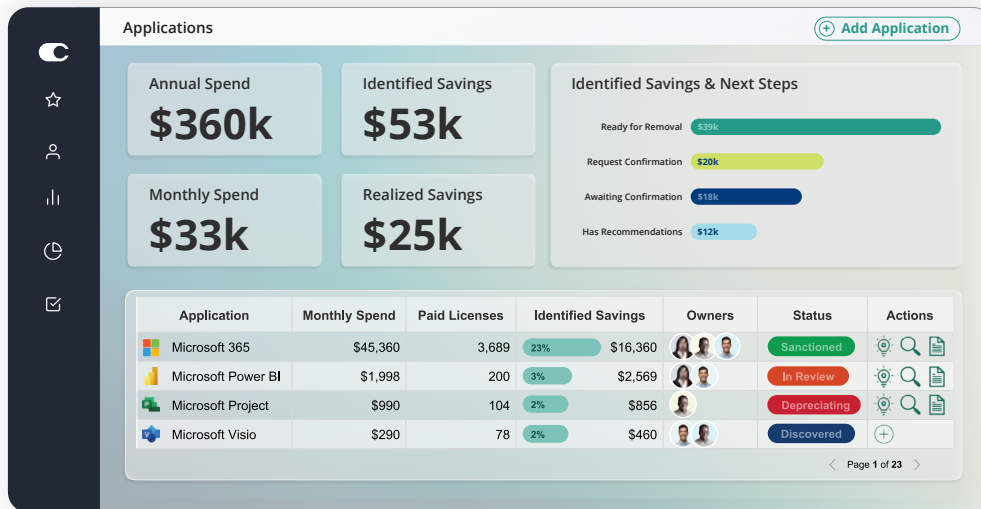 Applications
Add Application
Annual Spend
$360k
Identified Savings
$53k
Monthly Spend
$33k
Realized Savings
$25k
Identified Savings & Next Steps
Ready for Removal $39k
Request Confirmation $20k
Awaiting Confirmation $18k
Has Recommendations $12k
Application Monthly Spend Paid Licenses Identified Savings Owners Status Actions
Microsoft 365 $45,360 3,689 23% $16,360 Sanctioned
Microsoft Power BI $1,998 200 3% $2,569 In Review
Microsoft Project $990 104 2% $856 Depreciating
Microsoft Visio $290 78 2% $460 Discovered
Page 1 of 23